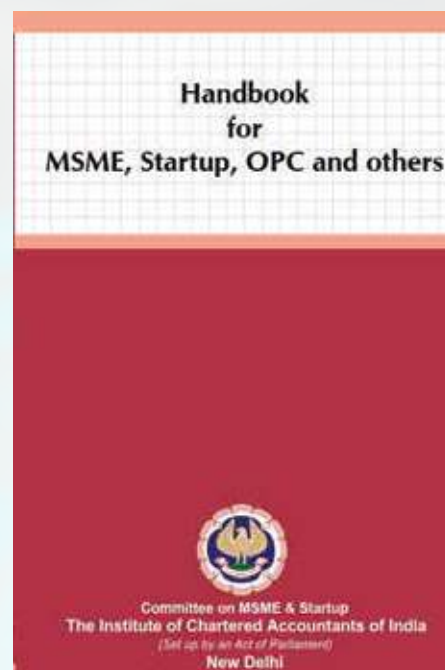 Handbook
for
MSME, Startup, OPC and others
Committee on MSME & Startup
The Institute of Chartered Accountants of India
(Set up by an Act of Parliament)
New Delhi